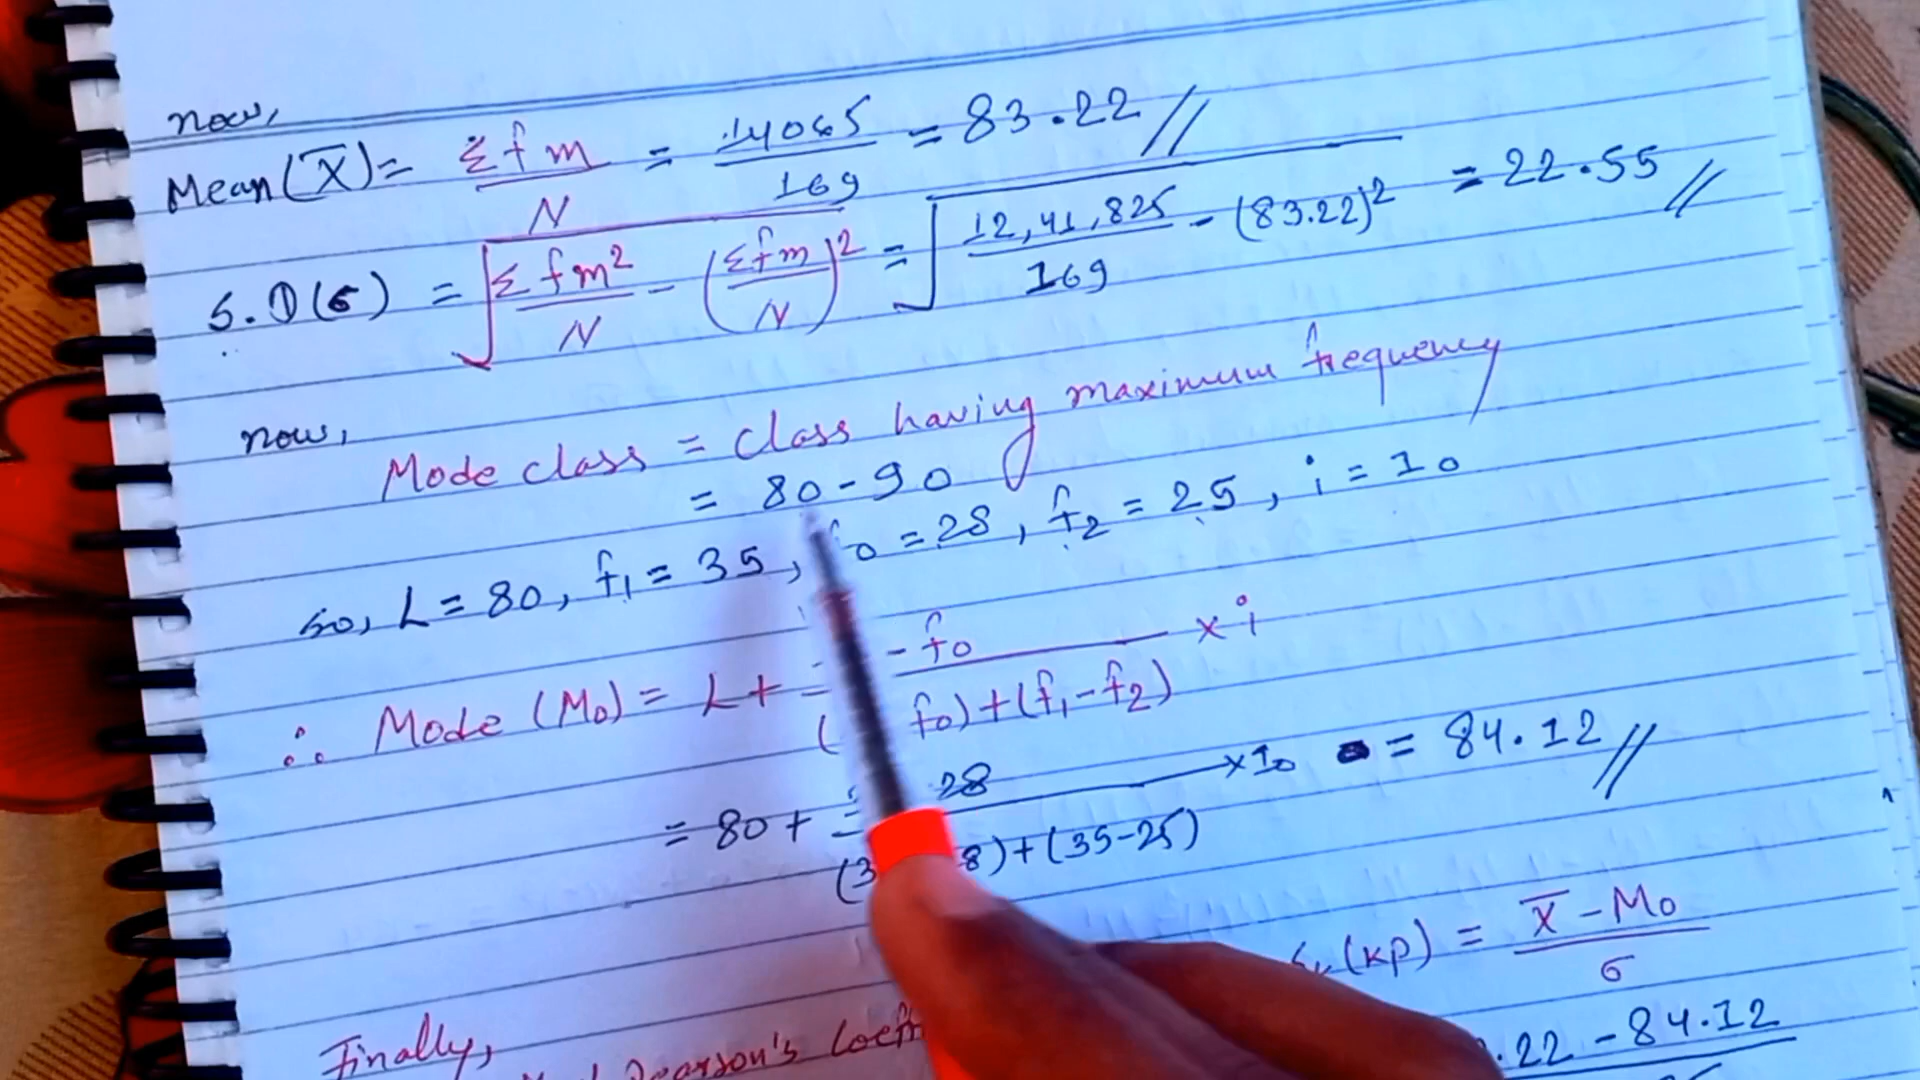 now,
Mean (X̅) = Σfm / N = 14065 / 169 = 83.22 //
S.D (σ) = √( Σfm² / N - (Σfm / N)² ) = √( 12,41,825 / 169 - (83.22)² ) = 22.55 //
now,
Mode class = class having maximum frequency
= 80-90
so, L = 80, f₁ = 35, f₀ = 28, f₂ = 25, i = 10
∴ Mode (M₀) = L + - f₀ / ( f₀) + (f₁ - f₂) × i
= 80 + 28 / (3 8) + (35-25) × 10 = 84.12 //
Finally,
Pearson's Coeff
Sk (KP) = X̅ - M₀ / σ
.22 - 84.12